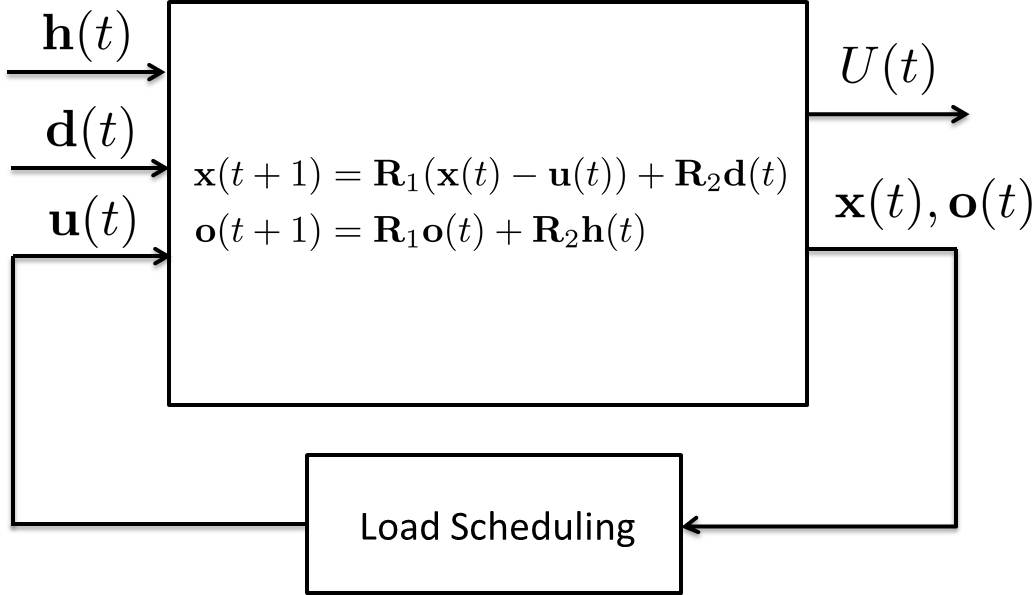 h(t)
d(t)
u(t)
x(t + 1) = R₁(x(t) − u(t)) + R₂d(t)
o(t + 1) = R₁o(t) + R₂h(t)
U(t)
x(t), o(t)
Load Scheduling